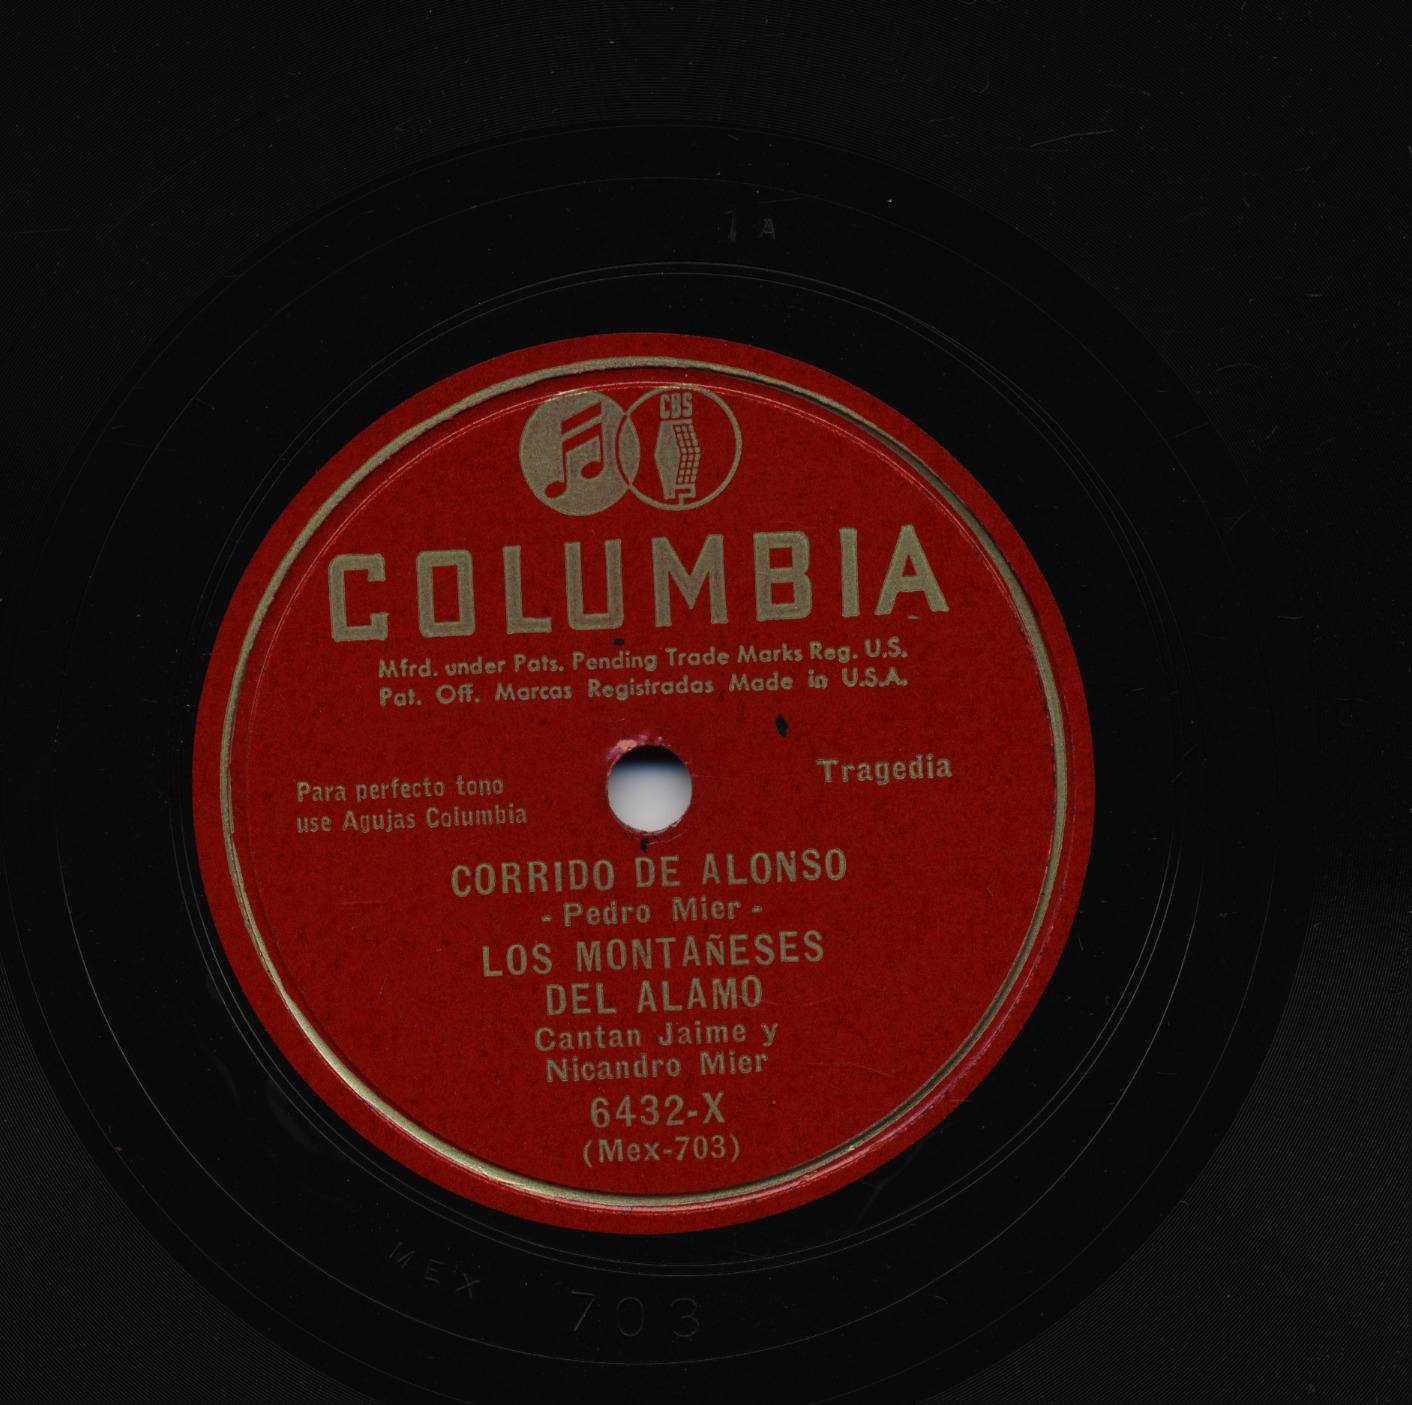 1 A
CBS
COLUMBIA
Mfrd. under Pats. Pending Trade Marks Reg. U.S.
Pat. Off. Marcas Registradas Made in U.S.A.
Para perfecto tono
use Agujas Columbia
Tragedia
CORRIDO DE ALONSO
- Pedro Mier -
LOS MONTAÑESES
DEL ALAMO
Cantan Jaime y
Nicandro Mier
6432-X
(Mex-703)
MEX 703